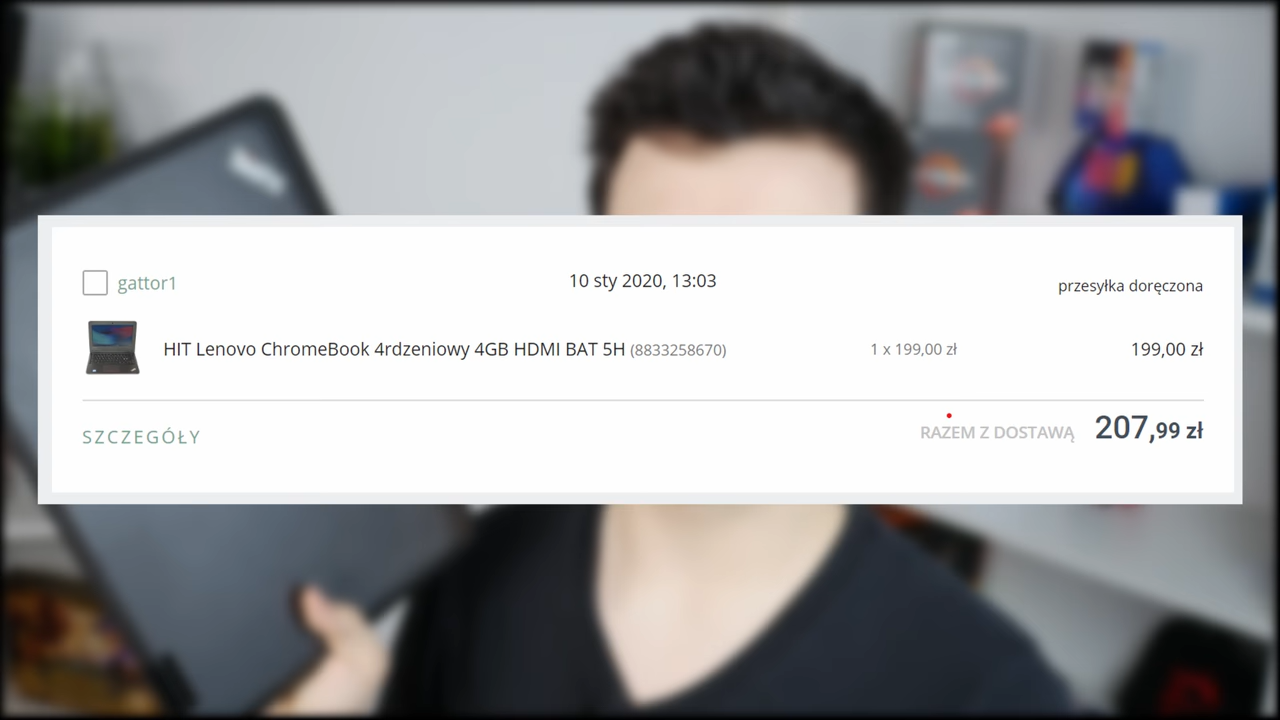 gattor1
10 sty 2020, 13:03
przesyłka doręczona
HIT Lenovo ChromeBook 4rdzeniowy 4GB HDMI BAT 5H (8833258670)
1 x 199,00 zł
199,00 zł
SZCZEGÓŁY
RAZEM Z DOSTAWĄ 207,99 zł